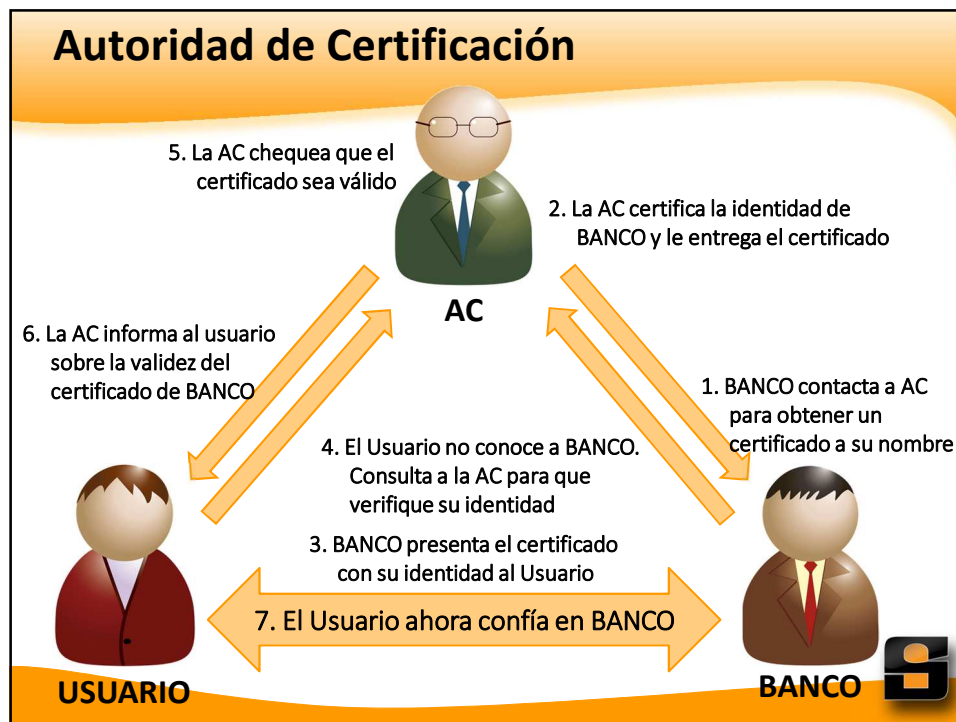 Autoridad de Certificación
5. La AC chequea que el
certificado sea válido
2. La AC certifica la identidad de
BANCO y le entrega el certificado
AC
6. La AC informa al usuario
sobre la validez del
certificado de BANCO
1. BANCO contacta a AC
para obtener un
certificado a su nombre
4. El Usuario no conoce a BANCO.
Consulta a la AC para que
verifique su identidad
3. BANCO presenta el certificado
con su identidad al Usuario
7. El Usuario ahora confía en BANCO
USUARIO
BANCO